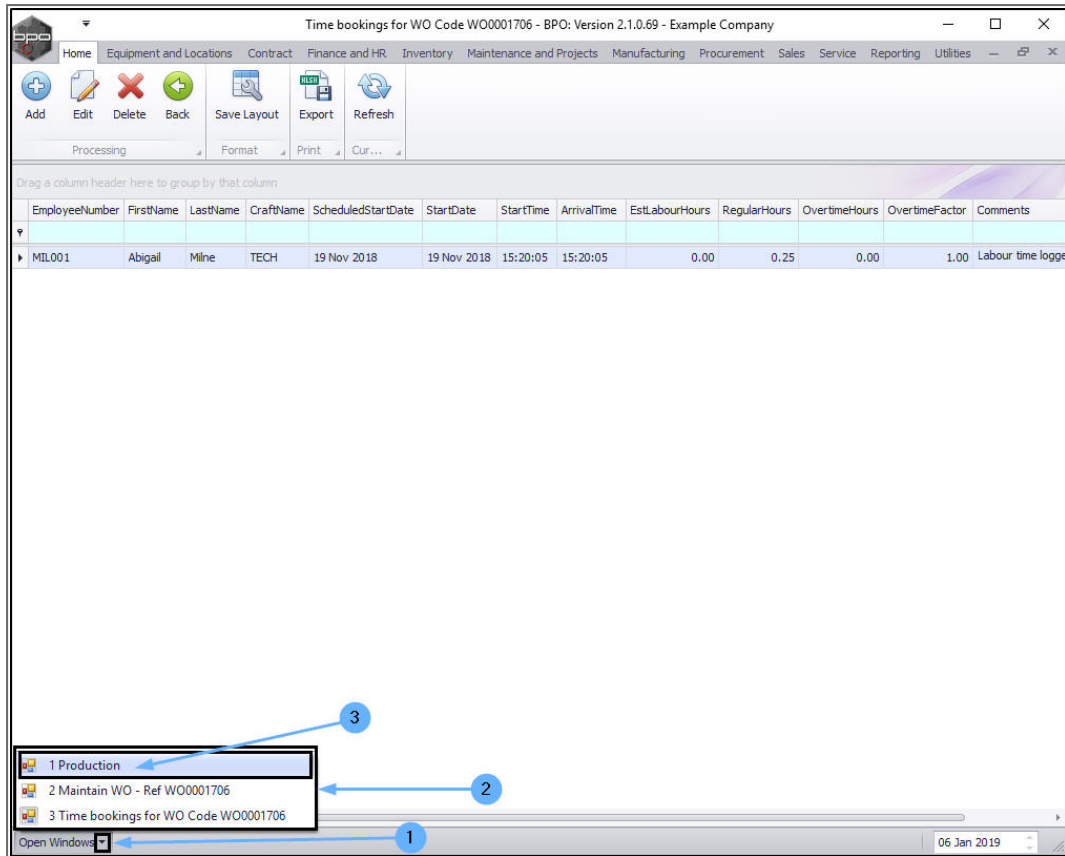 bpo
Time bookings for WO Code WO0001706 - BPO: Version 2.1.0.69 - Example Company
Home Equipment and Locations Contract Finance and HR Inventory Maintenance and Projects Manufacturing Procurement Sales Service Reporting Utilities
XLSX
Add Edit Delete Back Save Layout Export Refresh
Processing Format Print Cur...
Drag a column header here to group by that column
EmployeeNumber FirstName LastName CraftName ScheduledStartDate StartDate StartTime ArrivalTime EstLabourHours RegularHours OvertimeHours OvertimeFactor Comments
MIL001 Abigail Milne TECH 19 Nov 2018 19 Nov 2018 15:20:05 15:20:05 0.00 0.25 0.00 1.00 Labour time logge
3
1 Production
2 Maintain WO - Ref WO0001706
2
3 Time bookings for WO Code WO0001706
Open Windows
1
06 Jan 2019